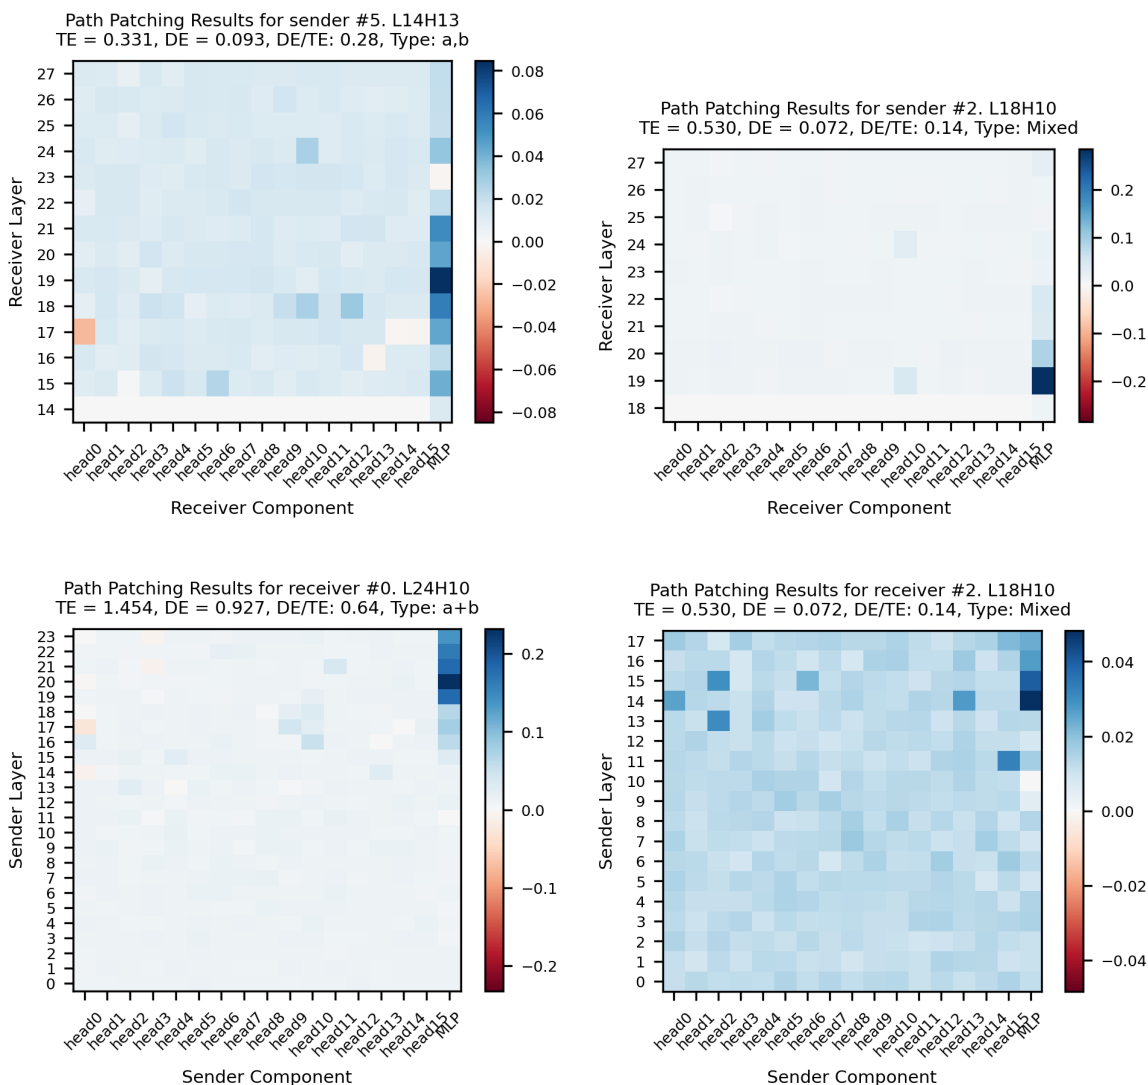 Path Patching Results for sender #5. L14H13
TE = 0.331, DE = 0.093, DE/TE: 0.28, Type: a,b
Receiver Layer
27
26
25
24
23
22
21
20
19
18
17
16
15
14
head0
head1
head2
head3
head4
head5
head6
head7
head8
head9
head10
head11
head12
head13
head14
head15
MLP
Receiver Component
0.08
0.06
0.04
0.02
0.00
−0.02
−0.04
−0.06
−0.08
Path Patching Results for sender #2. L18H10
TE = 0.530, DE = 0.072, DE/TE: 0.14, Type: Mixed
Receiver Layer
27
26
25
24
23
22
21
20
19
18
head0
head1
head2
head3
head4
head5
head6
head7
head8
head9
head10
head11
head12
head13
head14
head15
MLP
Receiver Component
0.2
0.1
0.0
−0.1
−0.2
Path Patching Results for receiver #0. L24H10
TE = 1.454, DE = 0.927, DE/TE: 0.64, Type: a+b
Sender Layer
23
22
21
20
19
18
17
16
15
14
13
11
10
9
8
7
6
5
4
3
2
1
0
head0
head1
head2
head3
head4
head5
head6
head7
head8
head9
head10
head11
head12
head13
head14
head15
MLP
Sender Component
0.2
0.1
0.0
−0.1
−0.2
Path Patching Results for receiver #2. L18H10
TE = 0.530, DE = 0.072, DE/TE: 0.14, Type: Mixed
Sender Layer
17
16
15
14
13
12
11
10
9
8
7
6
5
4
3
2
1
0
head0
head1
head2
head3
head4
head5
head6
head7
head8
head9
head10
head11
head12
head13
head14
head15
MLP
Sender Component
0.04
0.02
0.00
−0.02
−0.04